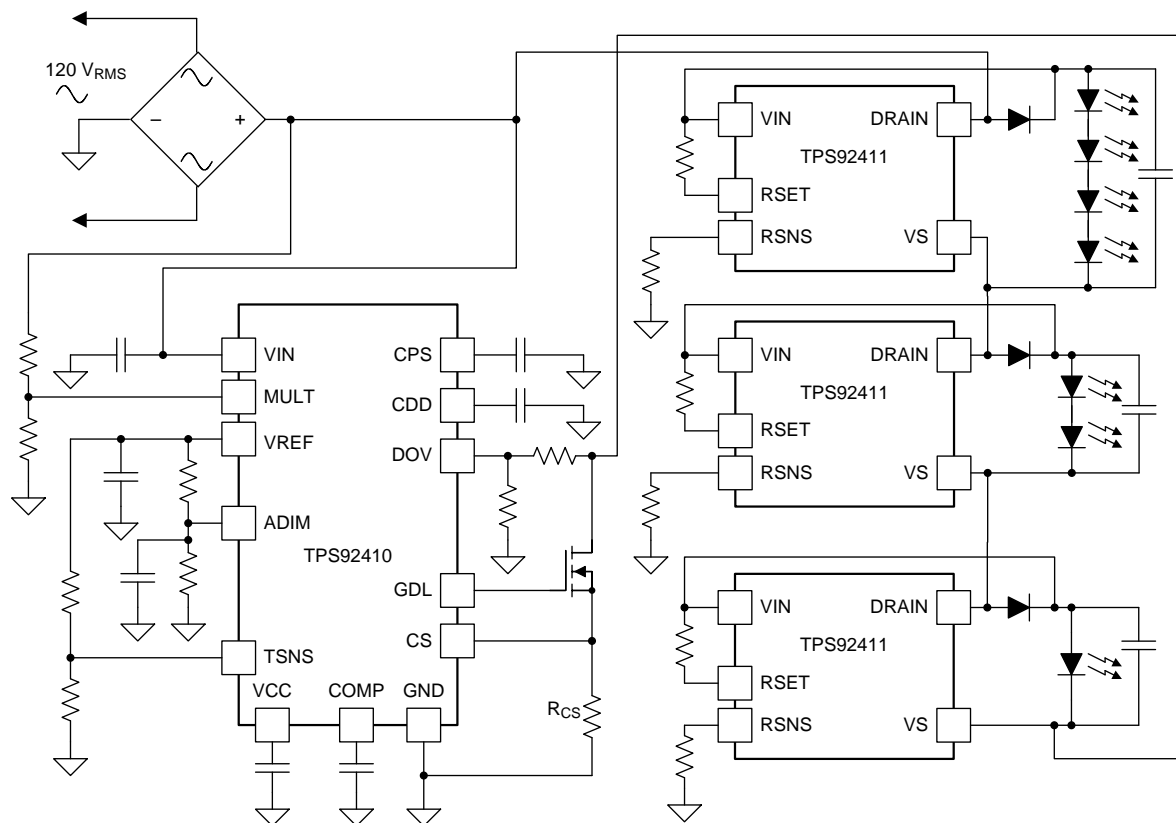 120 VRMS
−
+
VIN
MULT
VREF
ADIM
TSNS
VCC
COMP
GND
CPS
CDD
DOV
GDL
CS
TPS92410
RCS
VIN
DRAIN
TPS92411
RSET
RSNS
VS
VIN
DRAIN
TPS92411
RSET
RSNS
VS
VIN
DRAIN
TPS92411
RSET
RSNS
VS